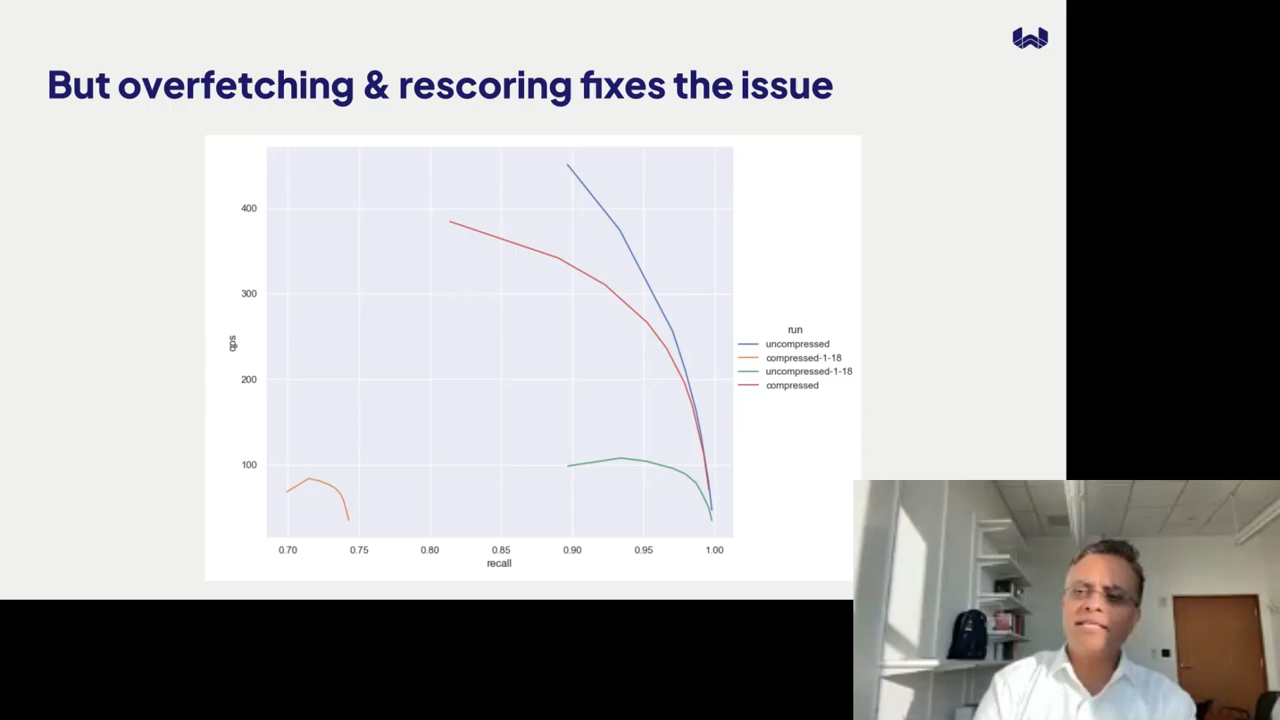 But overfetching & rescoring fixes the issue
400
300
200
100
qps
0.70 0.75 0.80 0.85 0.90 0.95 1.00
recall
run
uncompressed
compressed-1-18
uncompressed-1-18
compressed